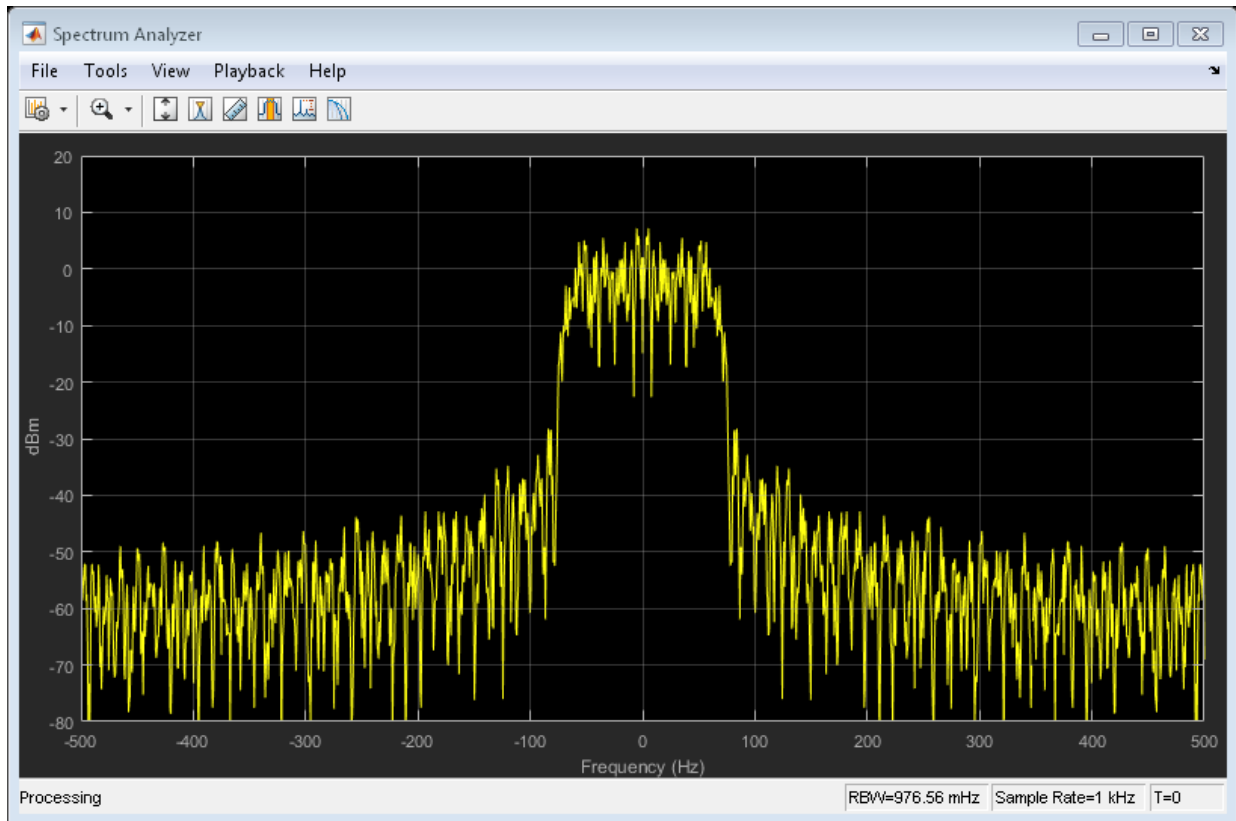 Spectrum Analyzer
File Tools View Playback Help
20
10
0
-10
-20
-30
-40
-50
-60
-70
-80
dBm
-500 -400 -300 -200 -100 0 100 200 300 400 500
Frequency (Hz)
Processing RBW=976.56 mHz Sample Rate=1 kHz T=0